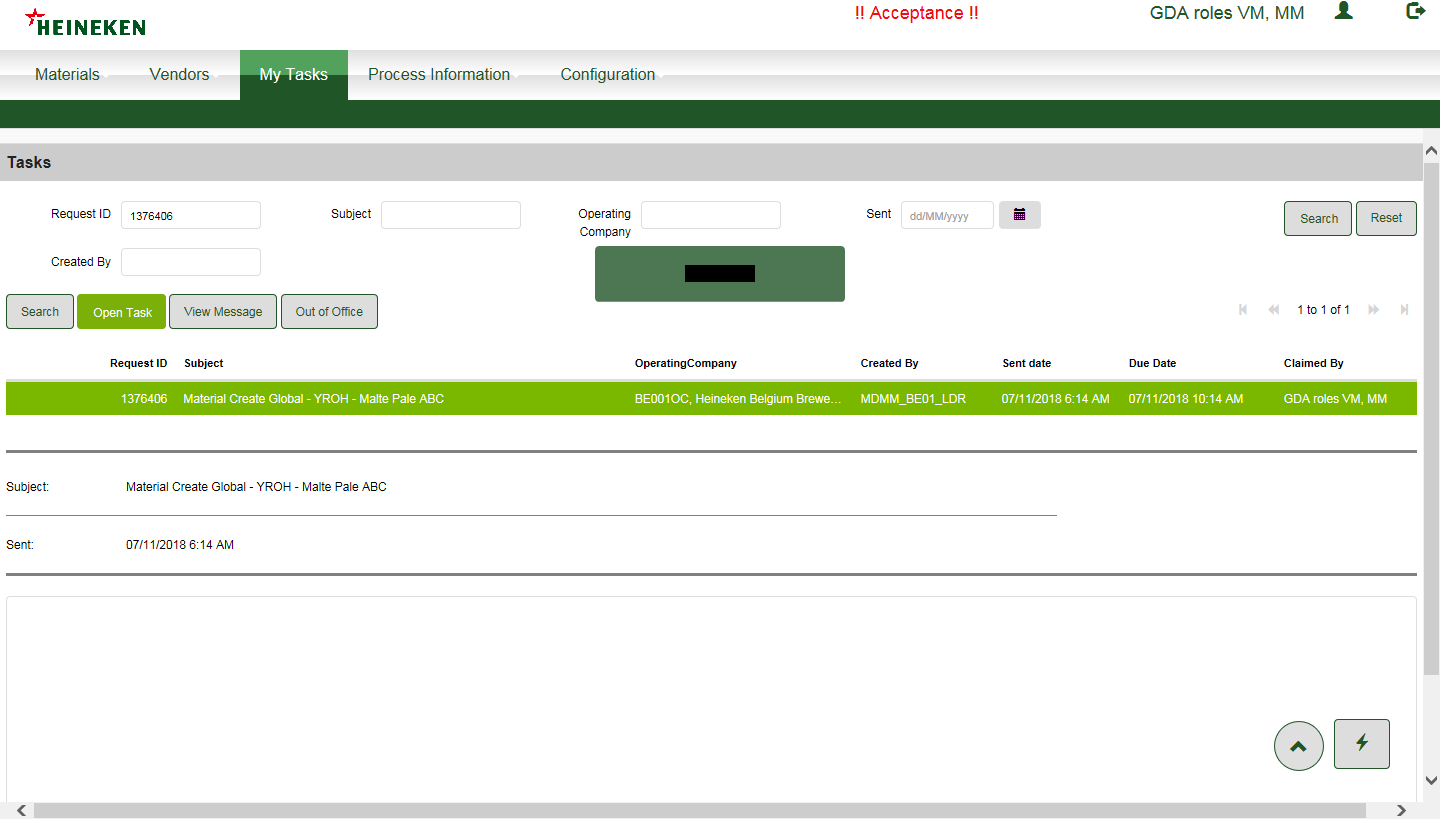 HEINEKEN
!! Acceptance !!
GDA roles VM, MM
Materials Vendors My Tasks Process Information Configuration
Tasks
Request ID 1376406 Subject Operating Company Sent dd/MM/yyyy Search Reset
Created By
Search Open Task View Message Out of Office 1 to 1 of 1
Request ID Subject OperatingCompany Created By Sent date Due Date Claimed By
1376406 Material Create Global - YROH - Malte Pale ABC BE001OC, Heineken Belgium Brewe... MDMM_BE01_LDR 07/11/2018 6:14 AM 07/11/2018 10:14 AM GDA roles VM, MM
Subject: Material Create Global - YROH - Malte Pale ABC
Sent: 07/11/2018 6:14 AM